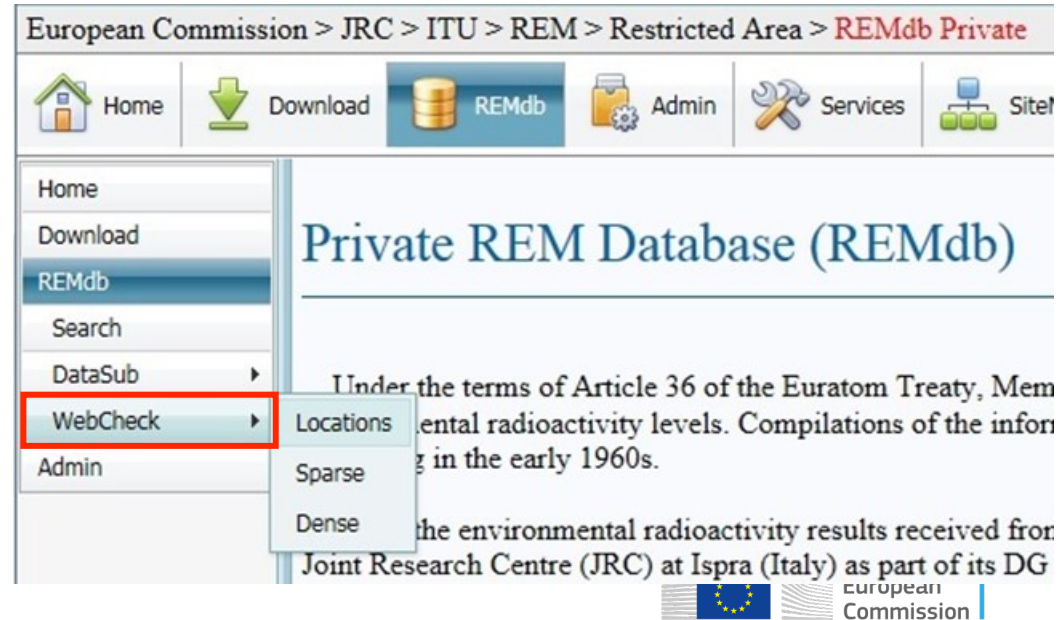 European Commission > JRC > ITU > REM > Restricted Area > REMdb Private
Home Download REMdb Admin Services Site
Home
Download
REMdb
Search
DataSub
WebCheck
Admin
Locations
Sparse
Dense
Private REM Database (REMdb)
Under the terms of Article 36 of the Euratom Treaty, Mem
ental radioactivity levels. Compilations of the infor
in the early 1960s.
the environmental radioactivity results received from
Joint Research Centre (JRC) at Ispra (Italy) as part of its DG
European
Commission